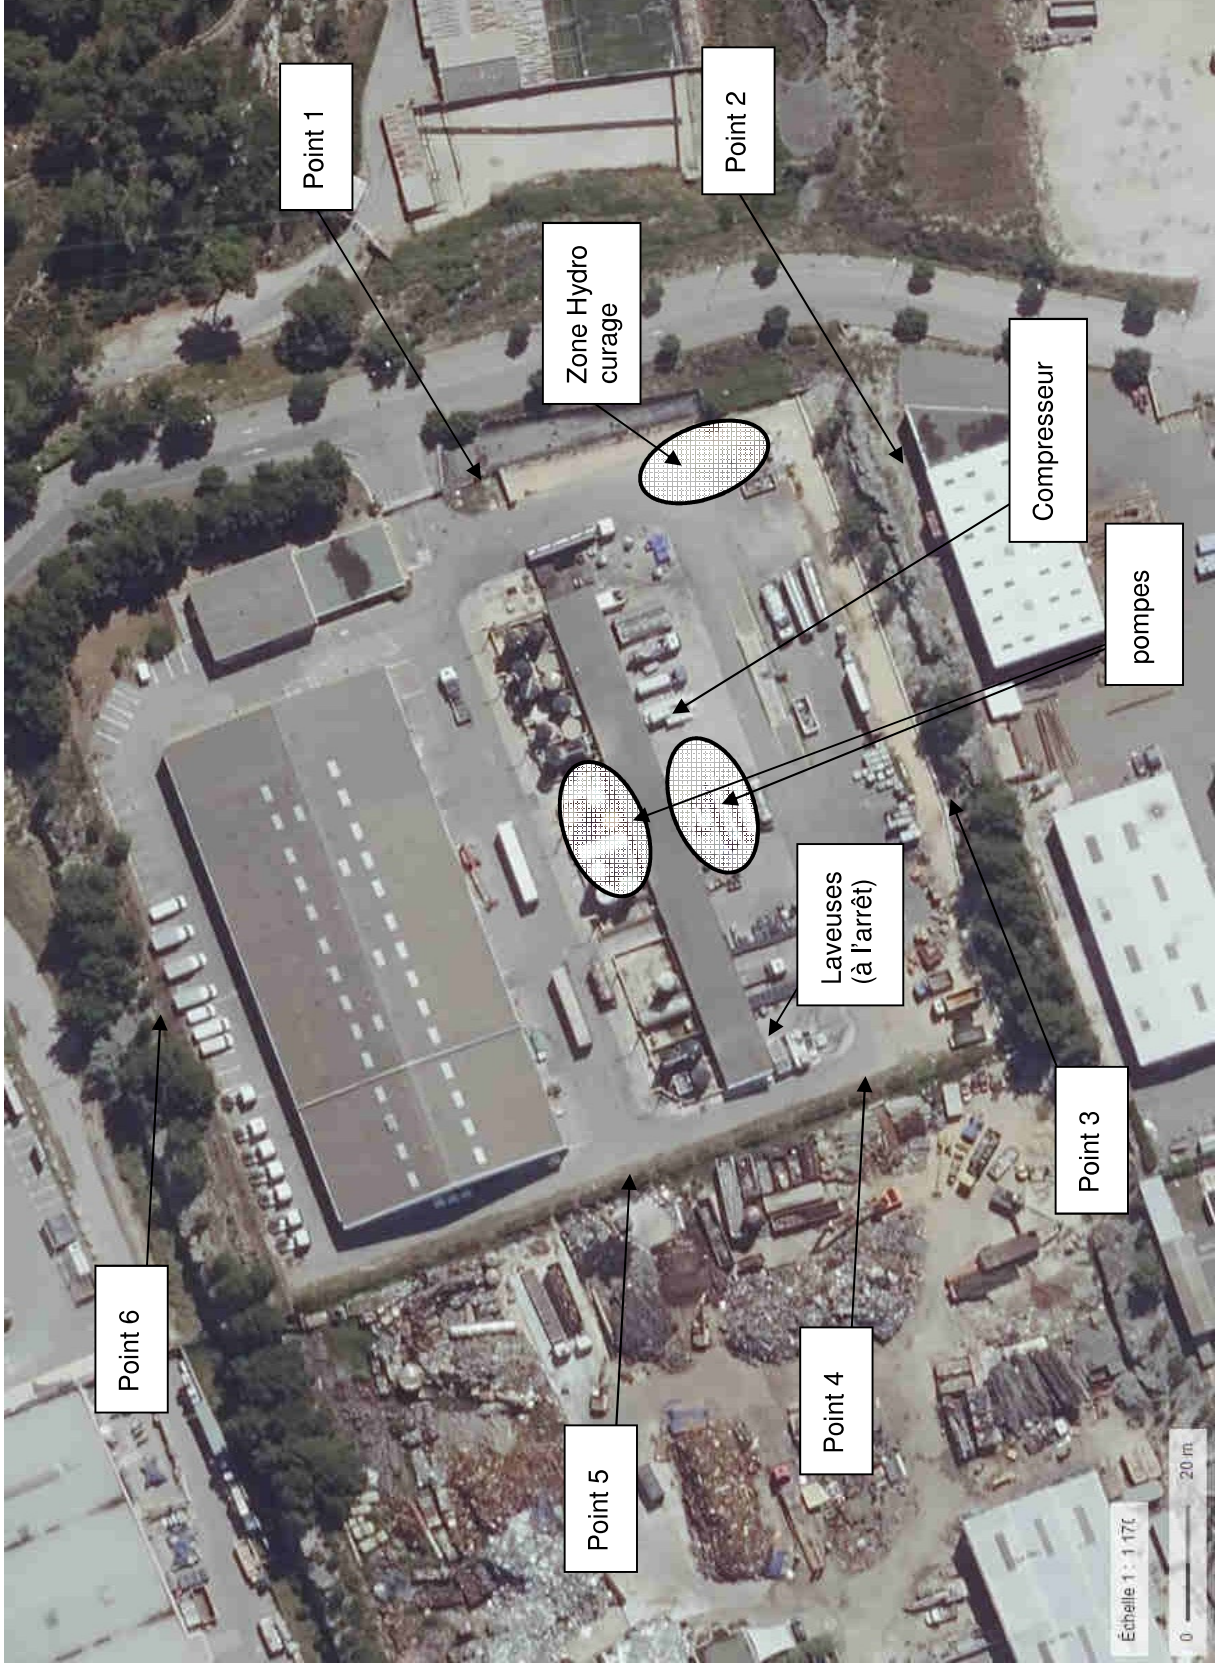 Point 6
Point 1
Point 5
Zone Hydro
curage
Point 2
Point 4
Laveuses
(à l'arrêt)
Compresseur
Point 3
pompes
Échelle 1 : 1
0 20 m